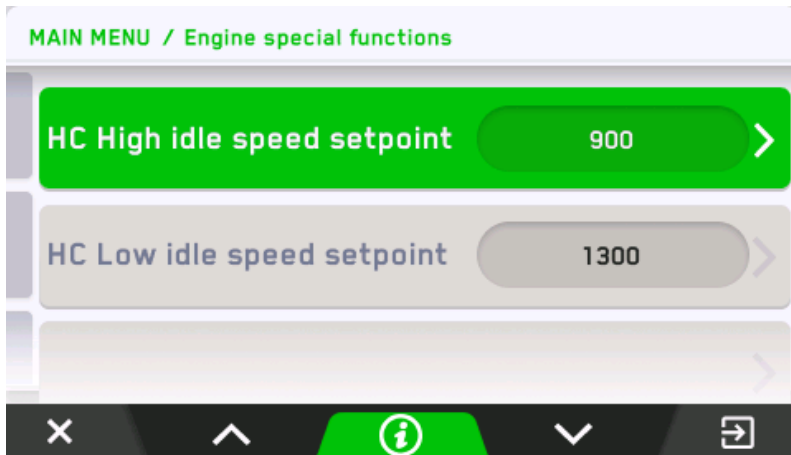 MAIN MENU / Engine special functions
HC High idle speed setpoint 900
HC Low idle speed setpoint 1300